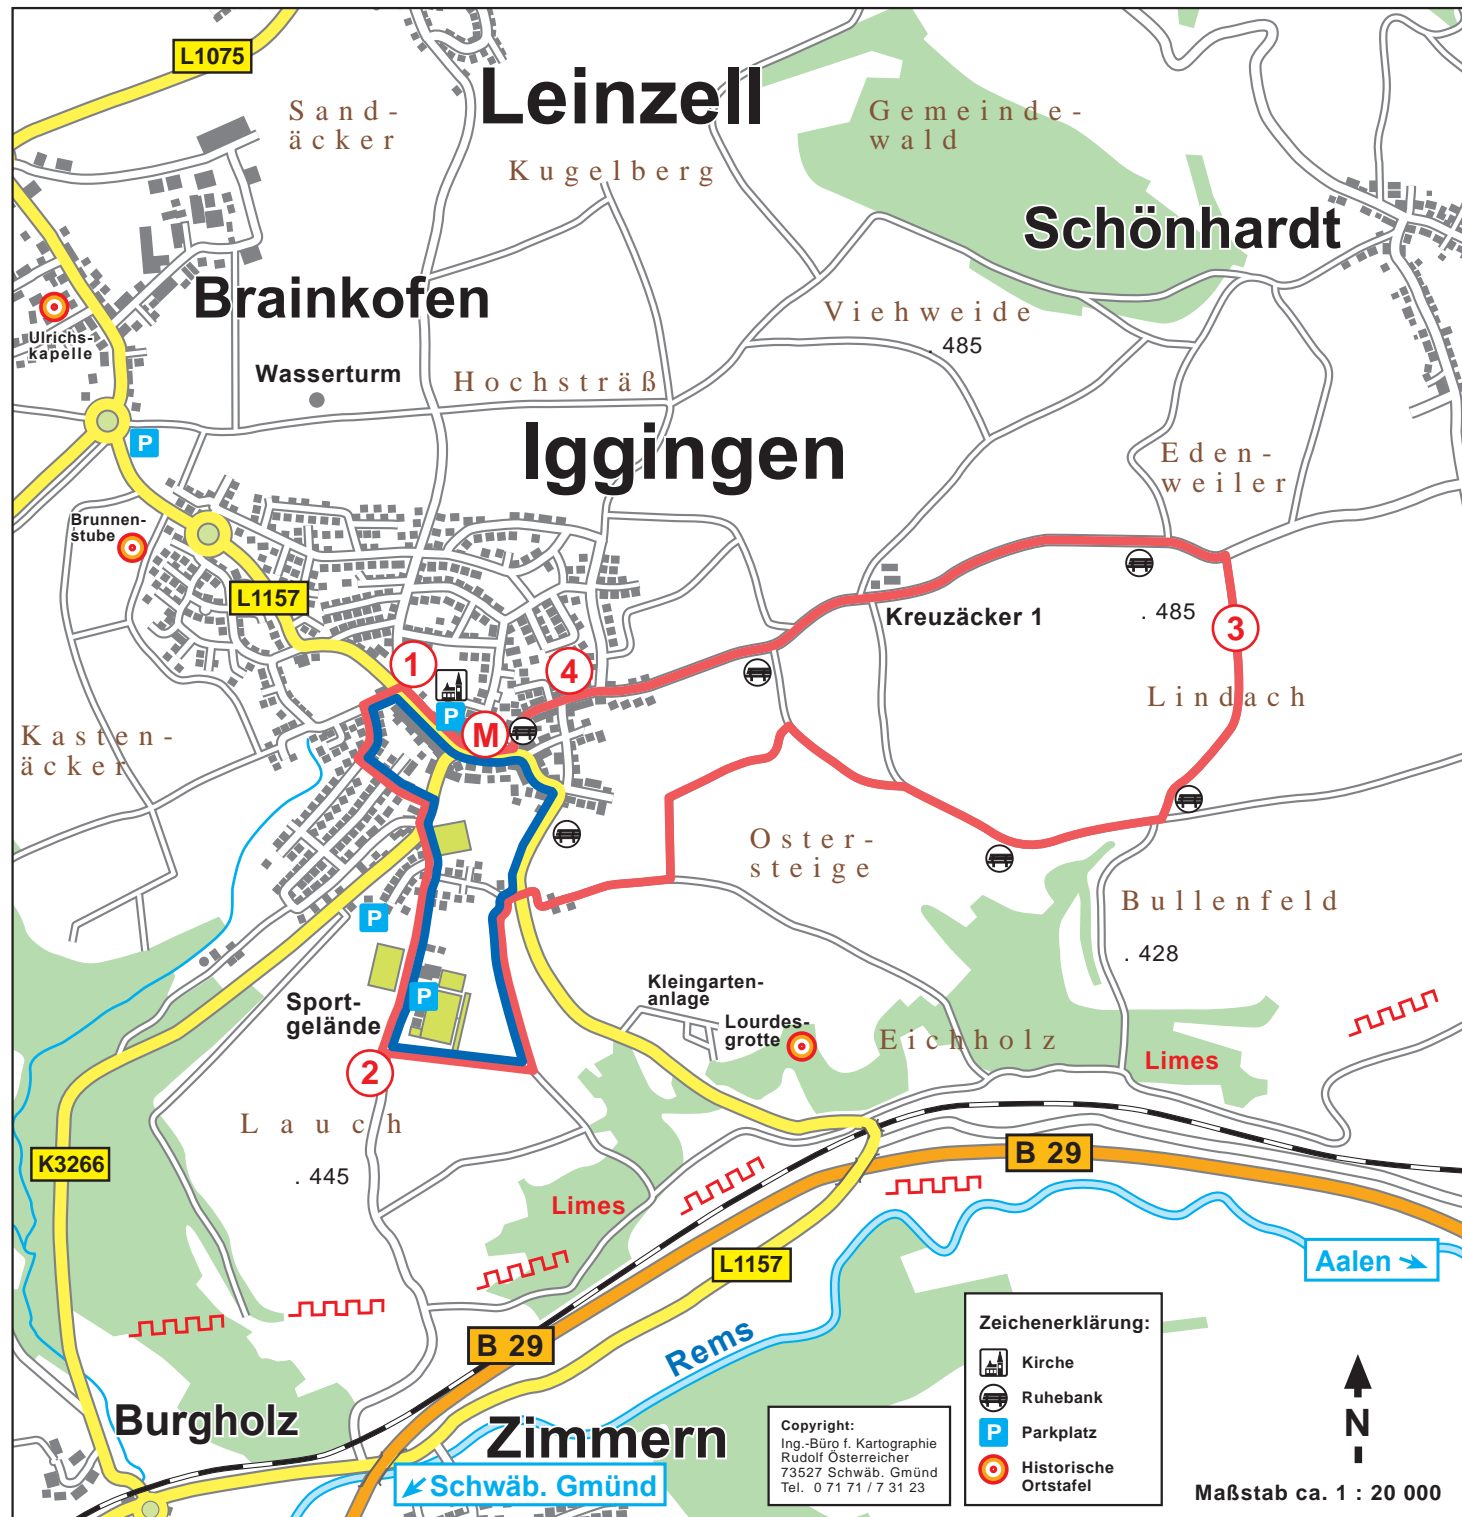 L1075
Leinzell
Sand-
äcker
Gemeinde-
wald
Kugelberg
Schönhardt
Brainkofen
Ulrichs-
kapelle
Viehweide
. 485
Wasserturm
Hochsträß
P
Iggingen
Eden-
weiler
Brunnen-
stube
L1157
Kreuzäcker 1
. 485
3
1
4
P
M
Lindach
Kasten-
äcker
Oster-
steige
Bullenfeld
. 428
P
Sport-
gelände
P
Kleingarten-
anlage
Lourdes-
grotte
Eichholz
Limes
2
Lauch
. 445
K3266
B 29
Limes
L1157
Aalen
B 29
Rems
Burgholz
Zimmern
Schwäb. Gmünd
Copyright:
Ing.-Büro f. Kartographie
Rudolf Österreicher
73527 Schwäb. Gmünd
Tel. 0 71 71 / 7 31 23
Zeichenerklärung:
Kirche
Ruhebank
P Parkplatz
Historische
Ortstafel
N
Maßstab ca. 1 : 20 000